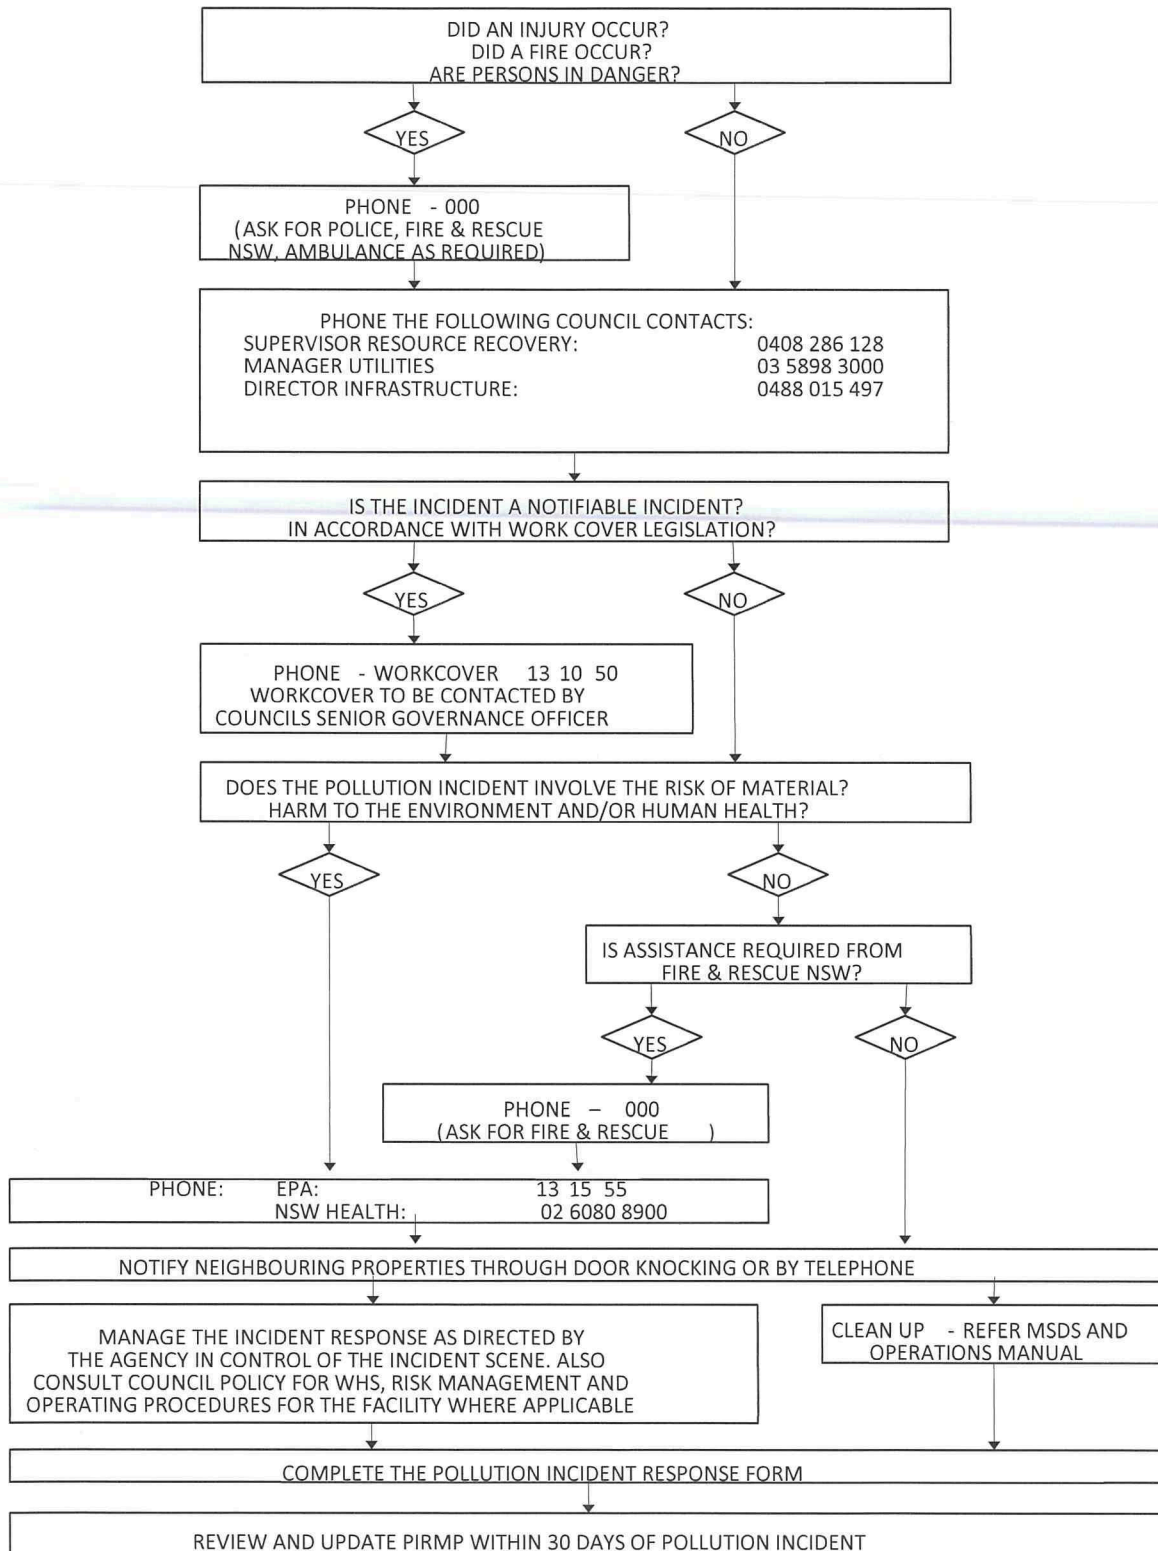 DID AN INJURY OCCUR?
DID A FIRE OCCUR?
ARE PERSONS IN DANGER?
YES
NO
PHONE - 000
(ASK FOR POLICE, FIRE & RESCUE
NSW, AMBULANCE AS REQUIRED)
PHONE THE FOLLOWING COUNCIL CONTACTS:
SUPERVISOR RESOURCE RECOVERY: 0408 286 128
MANAGER UTILITIES 03 5898 3000
DIRECTOR INFRASTRUCTURE: 0488 015 497
IS THE INCIDENT A NOTIFIABLE INCIDENT?
IN ACCORDANCE WITH WORK COVER LEGISLATION?
YES
NO
PHONE - WORKCOVER 13 10 50
WORKCOVER TO BE CONTACTED BY
COUNCILS SENIOR GOVERNANCE OFFICER
DOES THE POLLUTION INCIDENT INVOLVE THE RISK OF MATERIAL?
HARM TO THE ENVIRONMENT AND/OR HUMAN HEALTH?
YES
NO
IS ASSISTANCE REQUIRED FROM
FIRE & RESCUE NSW?
YES
NO
PHONE – 000
(ASK FOR FIRE & RESCUE )
PHONE: EPA: 13 15 55
NSW HEALTH: 02 6080 8900
NOTIFY NEIGHBOURING PROPERTIES THROUGH DOOR KNOCKING OR BY TELEPHONE
MANAGE THE INCIDENT RESPONSE AS DIRECTED BY
THE AGENCY IN CONTROL OF THE INCIDENT SCENE. ALSO
CONSULT COUNCIL POLICY FOR WHS, RISK MANAGEMENT AND
OPERATING PROCEDURES FOR THE FACILITY WHERE APPLICABLE
CLEAN UP - REFER MSDS AND
OPERATIONS MANUAL
COMPLETE THE POLLUTION INCIDENT RESPONSE FORM
REVIEW AND UPDATE PIRMP WITHIN 30 DAYS OF POLLUTION INCIDENT